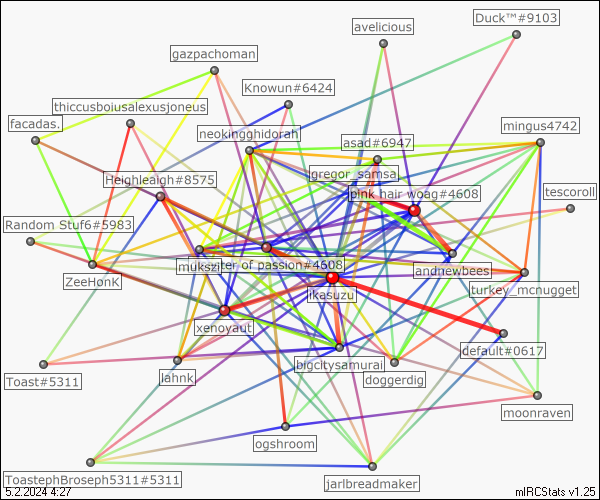 Duck™#9103
avelicious
gazpachoman
Knowun#6424
thiccusboiusalexusjoneus
facadas.
neokingghidorah
mingus4742
asad#6947
gregor_samsa
Heighleaigh#8575
pink hair woag#4608
tescoroll
Random Stuf6#5983
mukszi
ter of passion#4608
andnewbees
ZeeHonK
ikasuzu
turkey_mcnugget
xenoyaut
default#0617
bigcitysamurai
lahnk
doggerdig
Toast#5311
moonraven
ogshroom
ToastephBroseph5311#5311
jarlbreadmaker
5.2.2024 4:27
mIRCStats v1.25